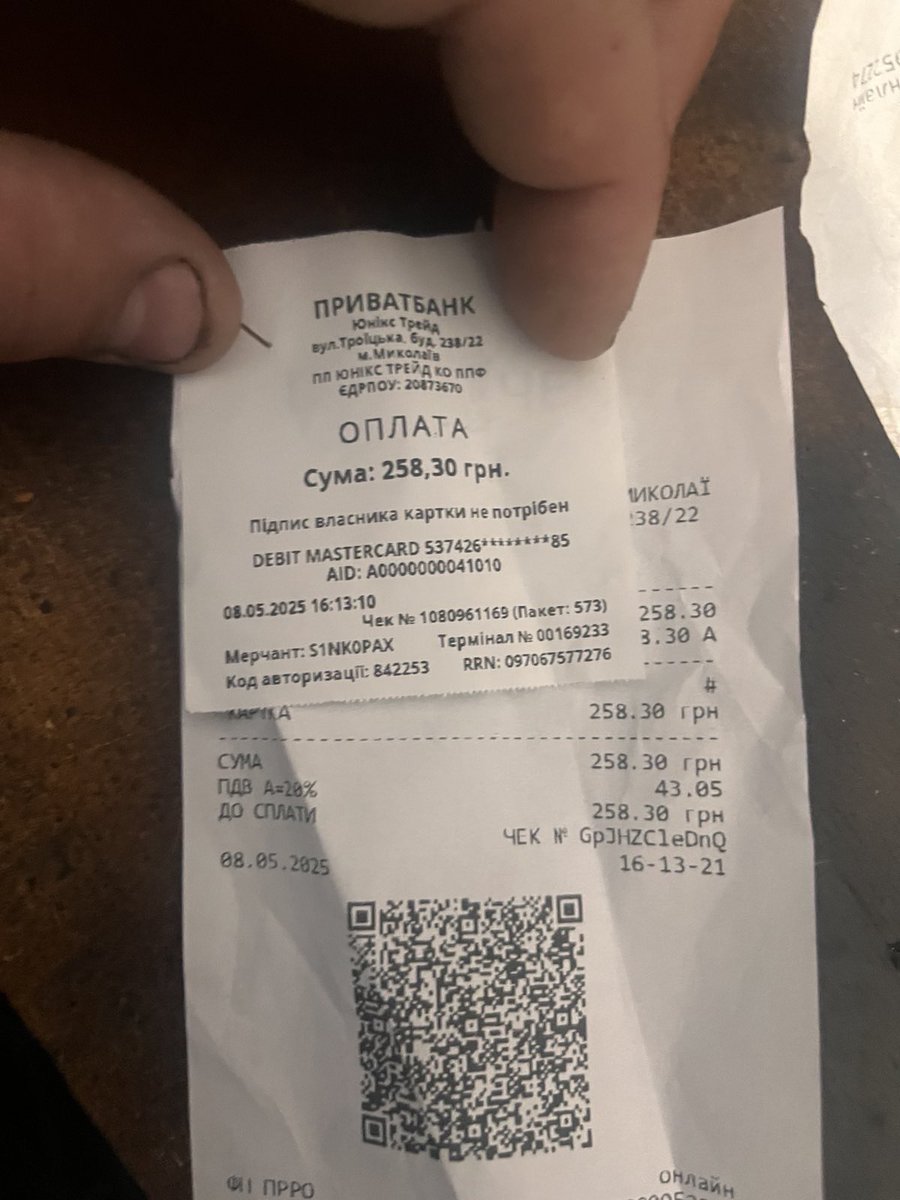 ПРИВАТБАНК
Юнікс Трейд
вул.Троїцька, буд. 238/22
м.Миколаїв
ПП ЮНІКС ТРЕЙД КО ППФ
ЄДРПОУ: 20873670
ОПЛАТА
Сума: 258,30 грн.
Підпис власника картки не потрібен
DEBIT MASTERCARD 537426********85
AID: A0000000041010
08.05.2025 16:13:10
Чек № 1080961169 (Пакет: 573)
Мерчант: S1NK0PAX Термінал № 00169233
Код авторизації: 842253 RRN: 097067577276
ИКОЛАЇ
38/22
------
258.30
3.30 А
------
#
КАРТКА 258.30 грн
СУМА 258.30 грн
ПДВ А=20% 43.05
ДО СПЛАТИ 258.30 грн
ЧЕК № GpJHZCleDnQ
08.05.2025 16-13-21
ФІ ПРРО онлайн